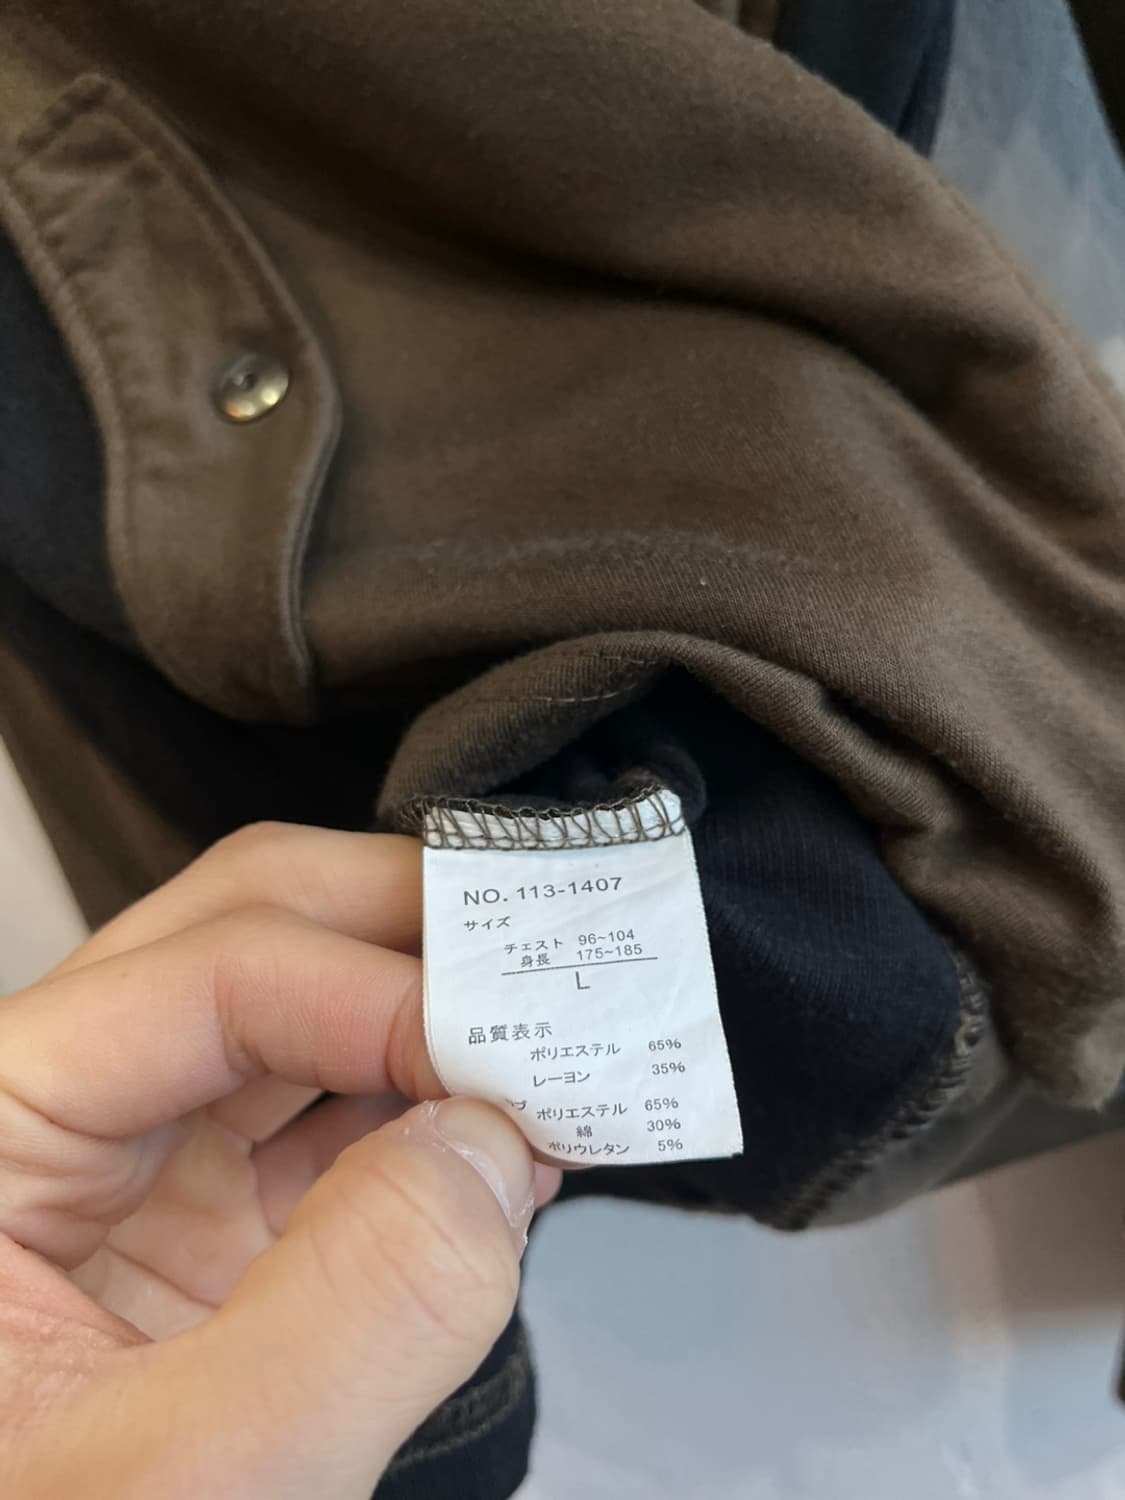 NO. 113-1407
サイズ
チェスト 96~104
身長 175~185
L
品質表示
ポリエステル 65%
レーヨン 35%
ポリエステル 65%
綿 30%
ポリウレタン 5%